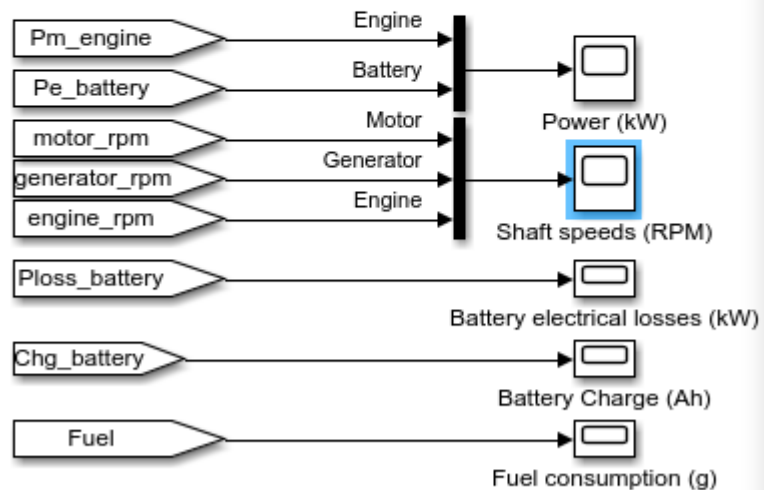 Pm_engine
Engine
Pe_battery
Battery
Power (kW)
motor_rpm
Motor
generator_rpm
Generator
engine_rpm
Engine
Shaft speeds (RPM)
Ploss_battery
Battery electrical losses (kW)
Chg_battery
Battery Charge (Ah)
Fuel
Fuel consumption (g)